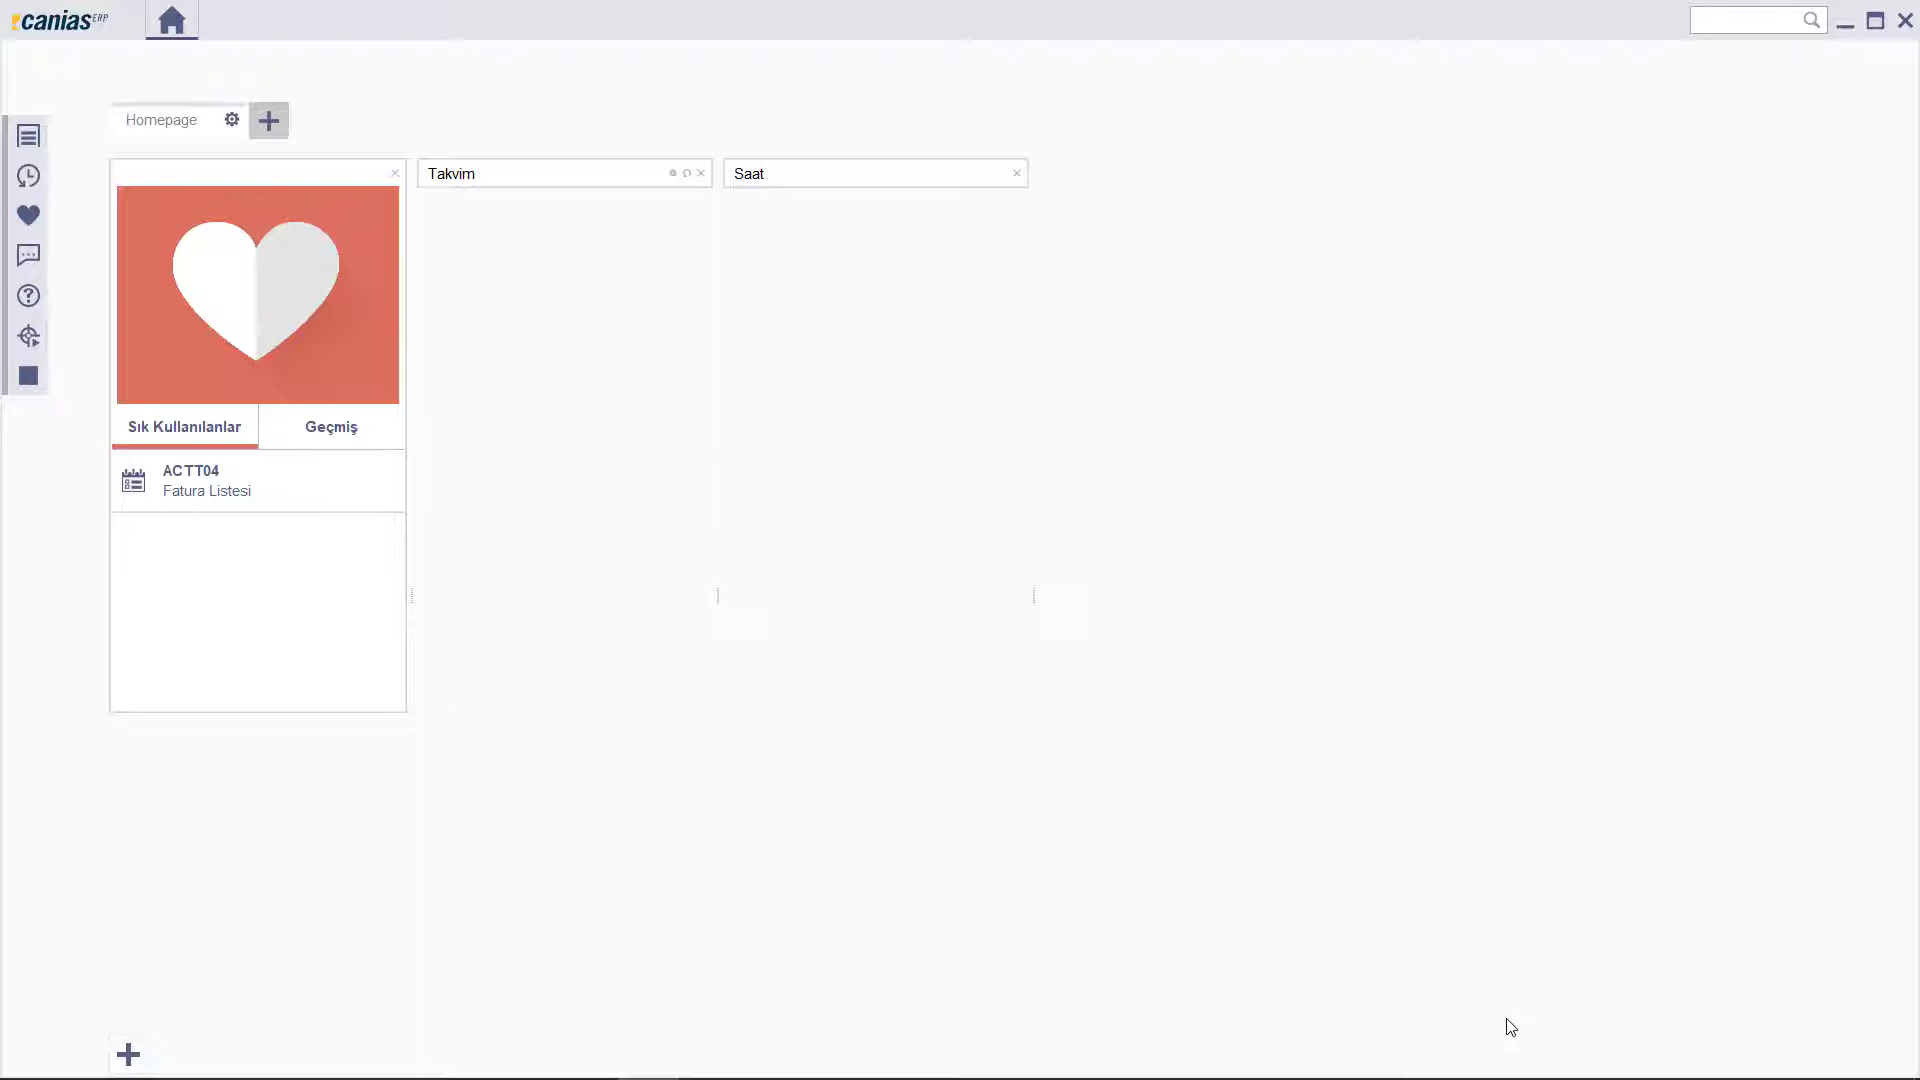 canias ERP
Homepage
Takvim
Saat
Sık Kullanılanlar
Geçmiş
ACTT04
Fatura Listesi